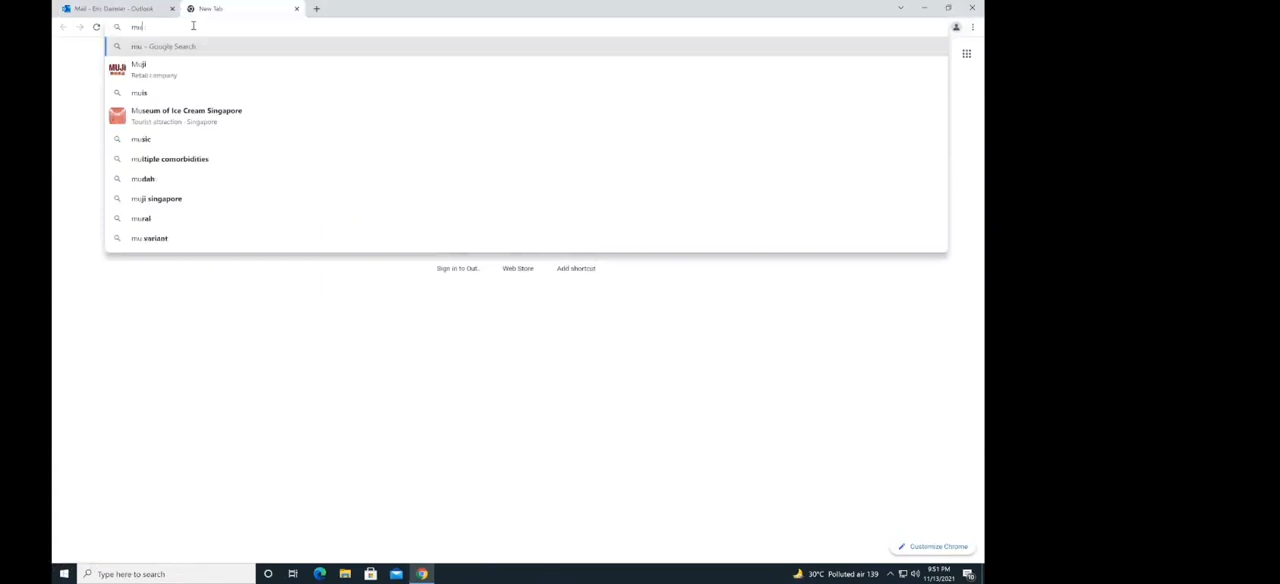 Mail - Eric Daimler - Outlook
New Tab
mu
mu - Google Search
MUJI
Muji
Retail company
muis
Museum of Ice Cream Singapore
Tourist attraction · Singapore
music
multiple comorbidities
mudah
muji singapore
mural
mu variant
Sign in to Out...
Web Store
Add shortcut
Customize Chrome
Type here to search
30°C Polluted air 139
9:51 PM
11/13/2021